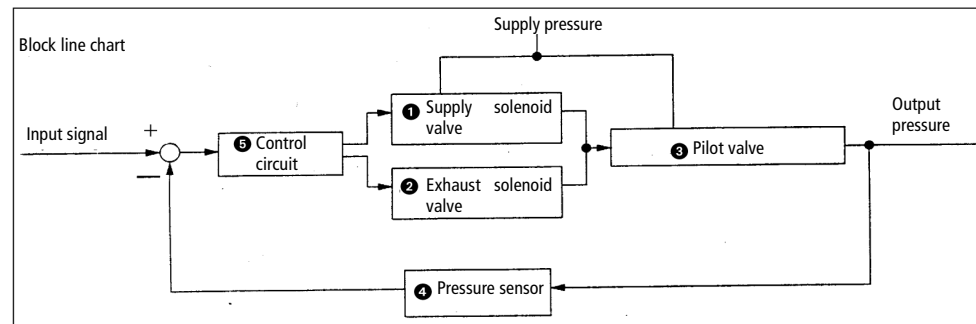 Supply pressure
Block line chart
Input signal
+
−
❺ Control
circuit
❶ Supply solenoid
valve
❷ Exhaust solenoid
valve
❸ Pilot valve
Output
pressure
❹ Pressure sensor